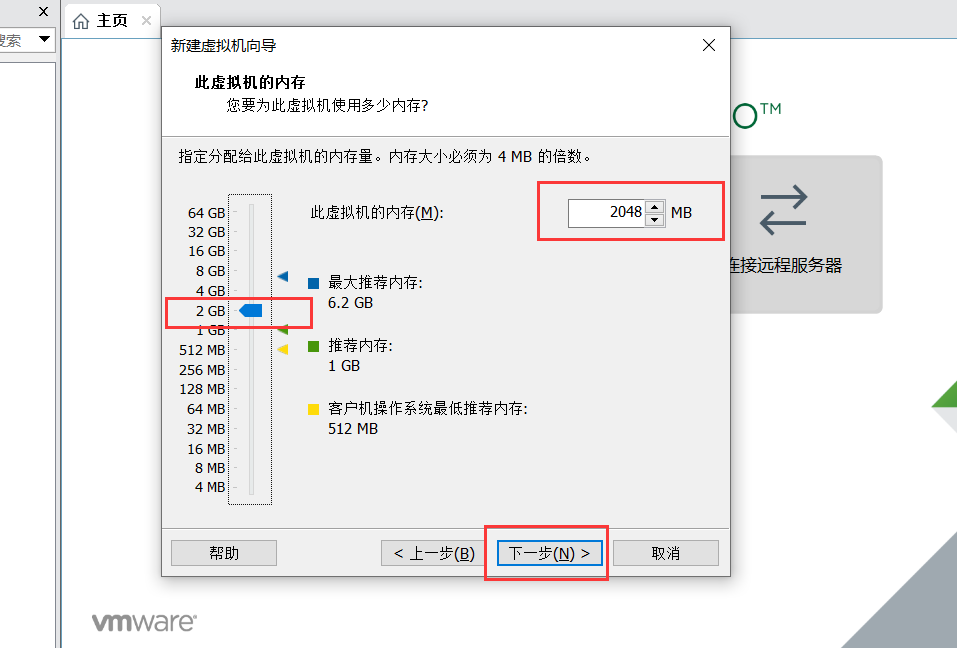 主页
新建虚拟机向导
此虚拟机的内存
您要为此虚拟机使用多少内存?
O™
指定分配给此虚拟机的内存量。内存大小必须为 4 MB 的倍数。
此虚拟机的内存(M):
2048 MB
64 GB
32 GB
16 GB
8 GB
4 GB
2 GB
1 GB
512 MB
256 MB
128 MB
64 MB
32 MB
16 MB
8 MB
4 MB
最大推荐内存:
6.2 GB
推荐内存:
1 GB
客户机操作系统最低推荐内存:
512 MB
连接远程服务器
帮助
< 上一步(B)
下一步(N) >
取消
vmware